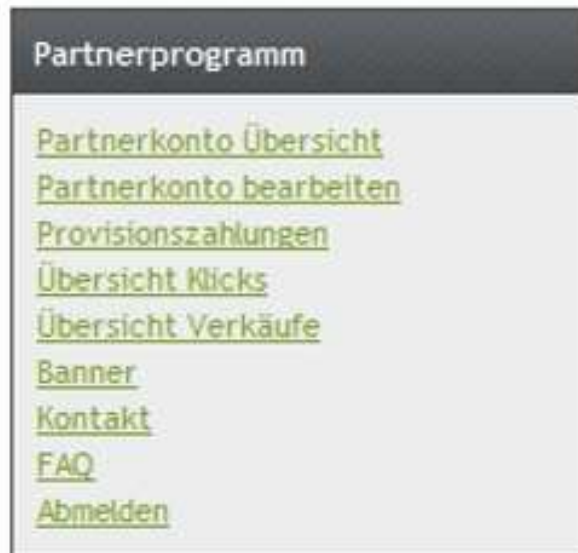 Partnerprogramm
Partnerkonto Übersicht
Partnerkonto bearbeiten
Provisionszahlungen
Übersicht Klicks
Übersicht Verkäufe
Banner
Kontakt
FAQ
Abmelden